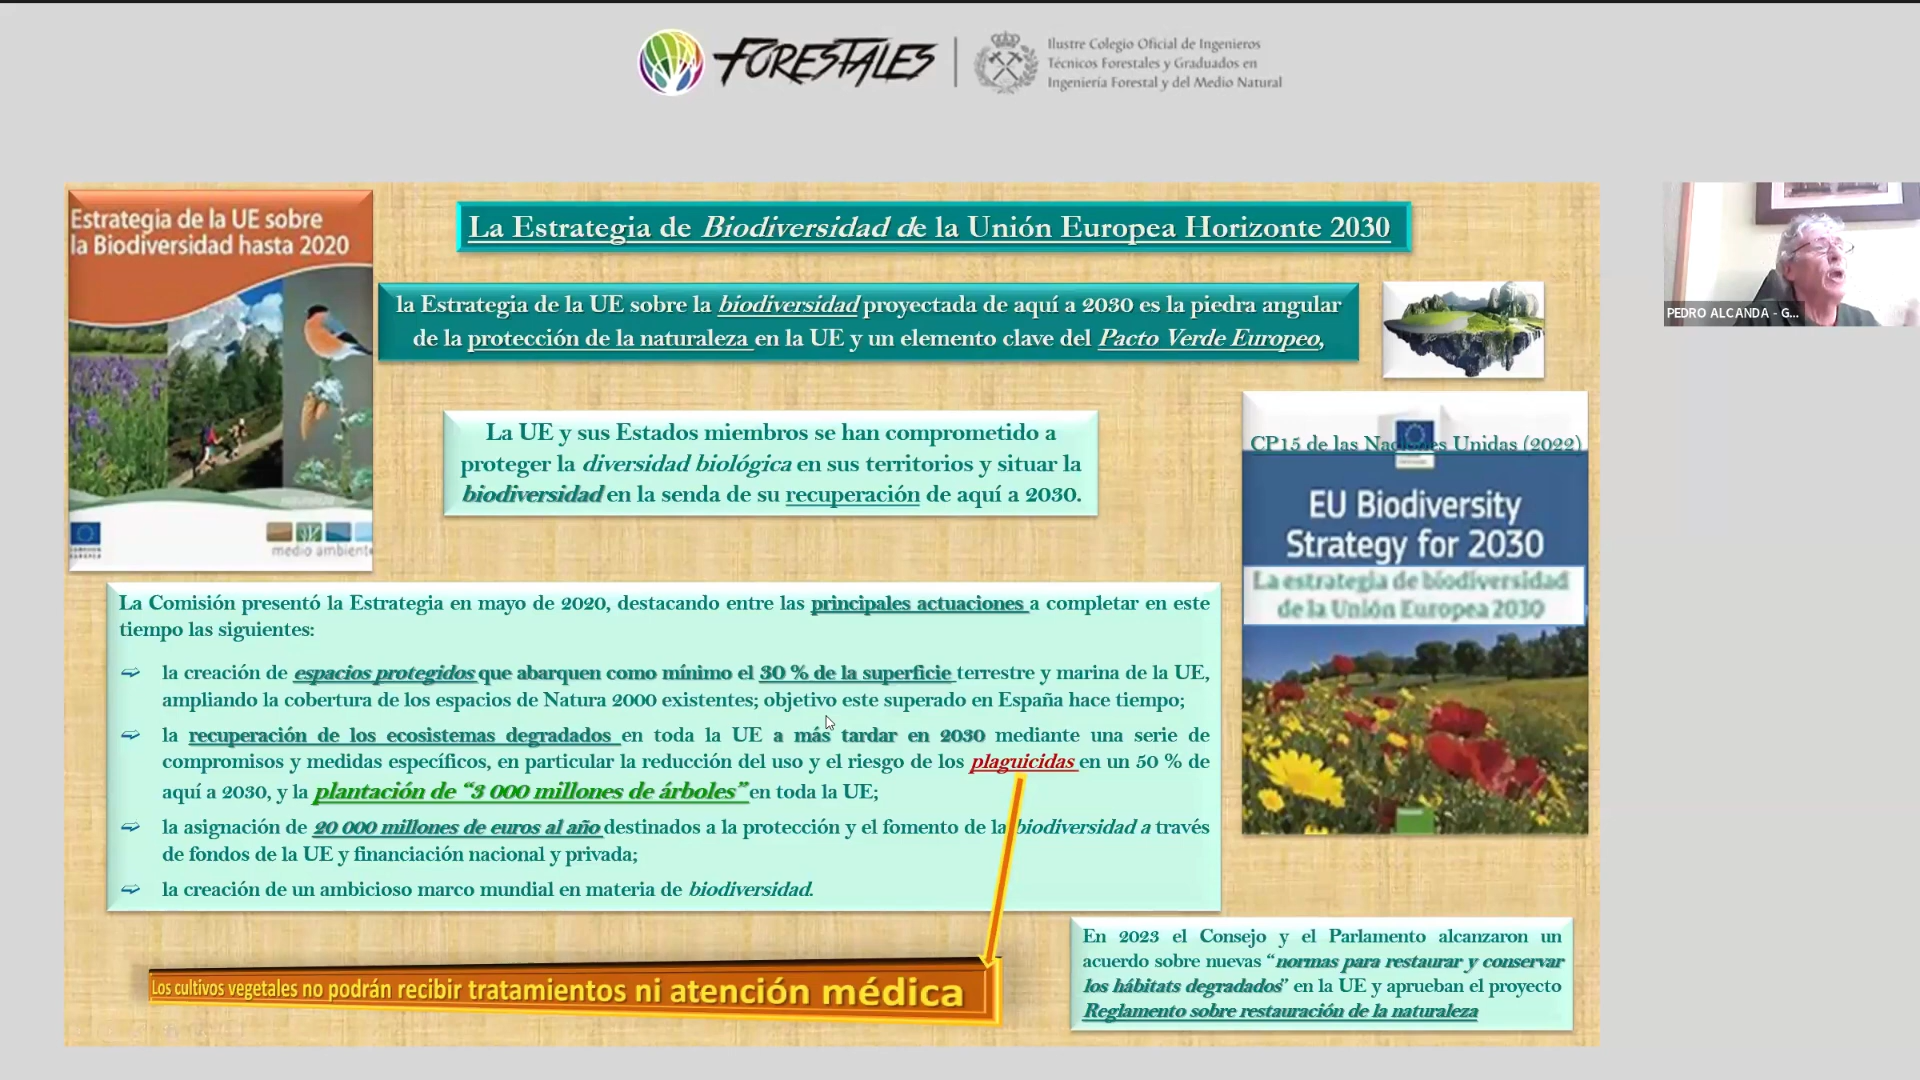 FORESTALES
Ilustre Colegio Oficial de Ingenieros
Técnicos Forestales y Graduados en
Ingeniería Forestal y del Medio Natural
Estrategia de la UE sobre
la Biodiversidad hasta 2020
medio ambiente
La Estrategia de Biodiversidad de la Unión Europea Horizonte 2030
la Estrategia de la UE sobre la biodiversidad proyectada de aquí a 2030 es la piedra angular
de la protección de la naturaleza en la UE y un elemento clave del Pacto Verde Europeo,
PEDRO ALCANDA - G...
La UE y sus Estados miembros se han comprometido a
proteger la diversidad biológica en sus territorios y situar la
biodiversidad en la senda de su recuperación de aquí a 2030.
CP15 de las Naciones Unidas (2022)
EU Biodiversity
Strategy for 2030
La estrategia de biodiversidad
de la Unión Europea 2030
La Comisión presentó la Estrategia en mayo de 2020, destacando entre las principales actuaciones a completar en este
tiempo las siguientes:
la creación de espacios protegidos que abarquen como mínimo el 30 % de la superficie terrestre y marina de la UE,
ampliando la cobertura de los espacios de Natura 2000 existentes; objetivo este superado en España hace tiempo;
la recuperación de los ecosistemas degradados en toda la UE a más tardar en 2030 mediante una serie de
compromisos y medidas específicos, en particular la reducción del uso y el riesgo de los plaguicidas en un 50 % de
aquí a 2030, y la plantación de “3 000 millones de árboles” en toda la UE;
la asignación de 20 000 millones de euros al año destinados a la protección y el fomento de la biodiversidad a través
de fondos de la UE y financiación nacional y privada;
la creación de un ambicioso marco mundial en materia de biodiversidad.
Los cultivos vegetales no podrán recibir tratamientos ni atención médica
En 2023 el Consejo y el Parlamento alcanzaron un
acuerdo sobre nuevas “normas para restaurar y conservar
los hábitats degradados” en la UE y aprueban el proyecto
Reglamento sobre restauración de la naturaleza